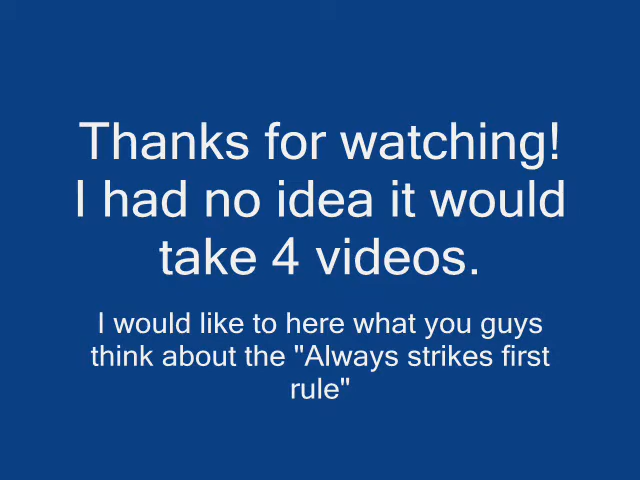 Thanks for watching!
I had no idea it would
take 4 videos.
I would like to here what you guys
think about the "Always strikes first
rule"